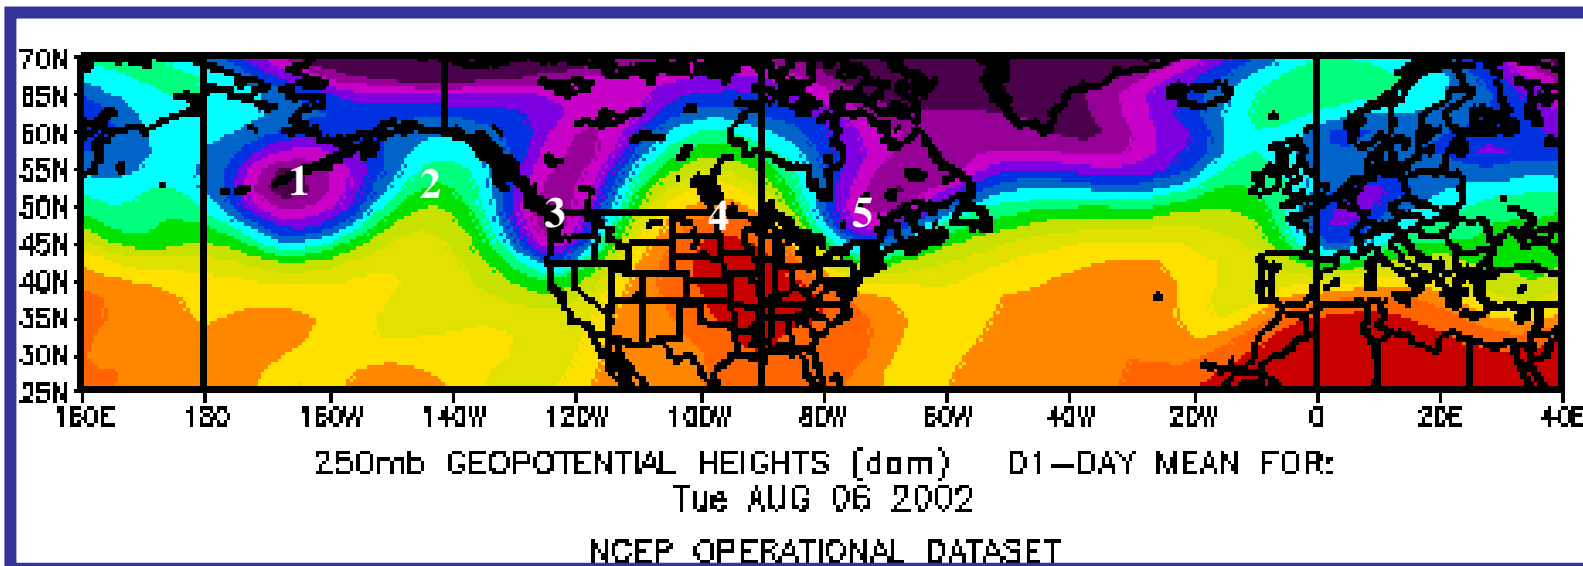 70N
65N
60N
55N
50N
45N
40N
35N
30N
25N
1 2 3 4 5
160E 180 160W 140W 120W 100W 80W 60W 40W 20W 0 20E 40E
250mb GEOPOTENTIAL HEIGHTS (dam) 01-DAY MEAN FOR:
Tue AUG 06 2002
NCEP OPERATIONAL DATASET